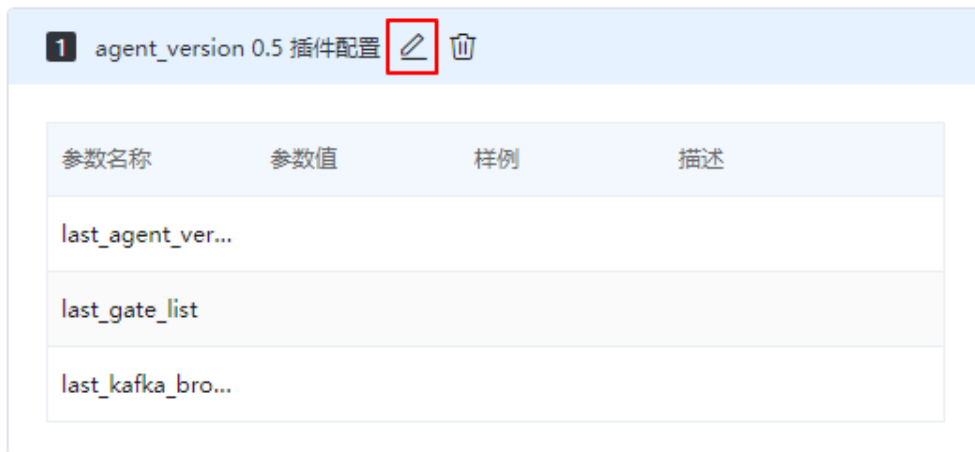 1 agent_version 0.5 插件配置
参数名称 参数值 样例 描述
last_agent_ver...
last_gate_list
last_kafka_bro...